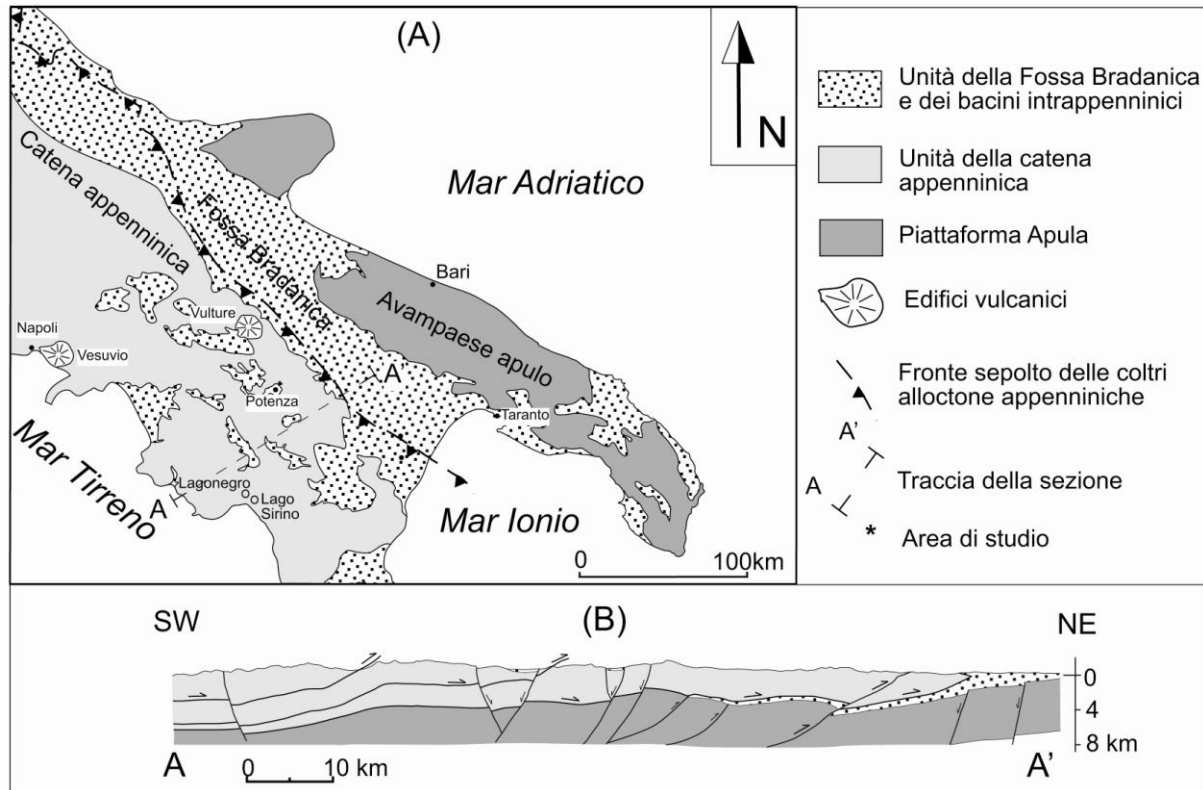 (A)
N
Catena appenninica
Fossa Bradanica
Mar Adriatico
Bari
Avampaese apulo
Vulture
Napoli
Vesuvio
A'
Potenza
Taranto
Mar Tirreno
Lagonegro
A
Lago
Sirino
Mar Ionio
0 100km
Unità della Fossa Bradanica
e dei bacini intrappenninici
Unità della catena
appenninica
Piattaforma Apula
Edifici vulcanici
Fronte sepolto delle coltri
alloctone appenniniche
A'
A
Traccia della sezione
* Area di studio
SW
(B)
NE
0
4
8 km
A
A'
0 10 km